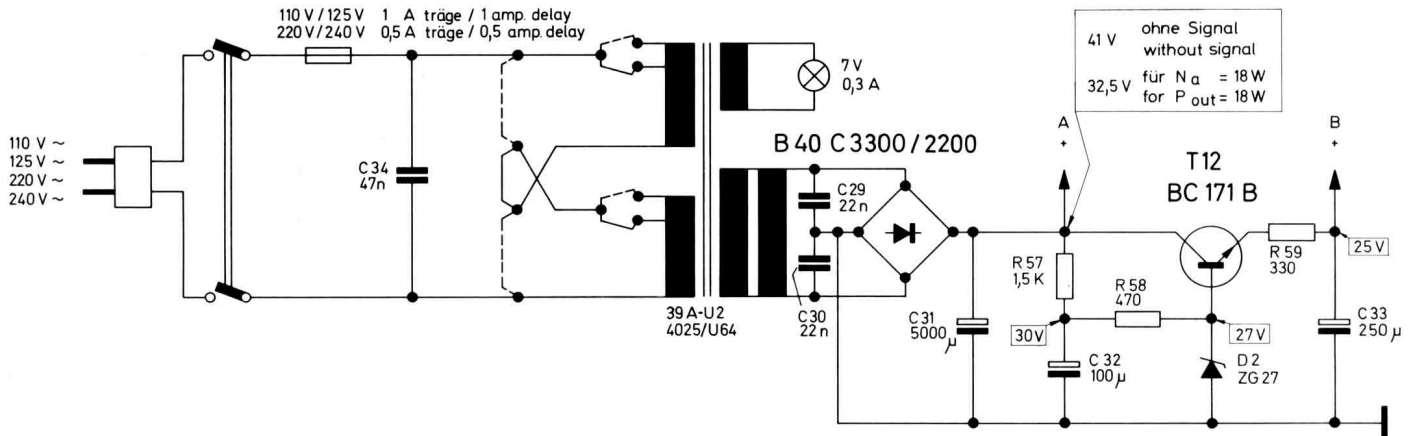 110 V / 125 V 1 A träge / 1 amp. delay
220 V / 240 V 0,5 A träge / 0,5 amp. delay
110 V ~
125 V ~
220 V ~
240 V ~
C 34
47n
7 V
0,3 A
39 A-U2
4025/U64
B 40 C 3300 / 2200
C 29
22 n
C 30
22 n
C 31
5000 µ
41 V ohne Signal
without signal
32,5 V für N a = 18 W
for P out = 18 W
A
+
R 57
1,5 K
30V
C 32
100 µ
R 58
470
T 12
BC 171 B
27V
D 2
ZG 27
R 59
330
B
+
25 V
C 33
250 µ